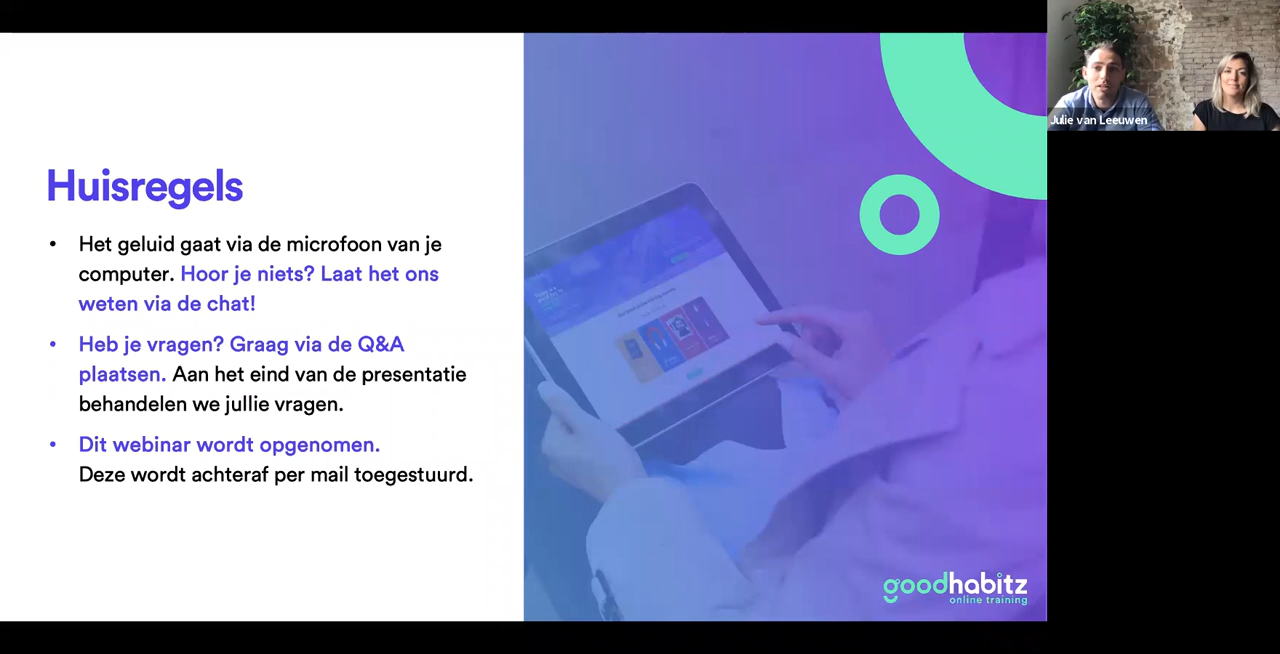 Huisregels
• Het geluid gaat via de microfoon van je
computer. Hoor je niets? Laat het ons
weten via de chat!
• Heb je vragen? Graag via de Q&A
plaatsen. Aan het eind van de presentatie
behandelen we jullie vragen.
• Dit webinar wordt opgenomen.
Deze wordt achteraf per mail toegestuurd.
goodhabitz
online training
Julie van Leeuwen